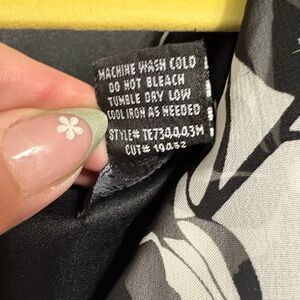 MACHINE WASH COLD
DO NOT BLEACH
TUMBLE DRY LOW
COOL IRON AS NEEDED
STYLE# TE734443M
CUT# 19452